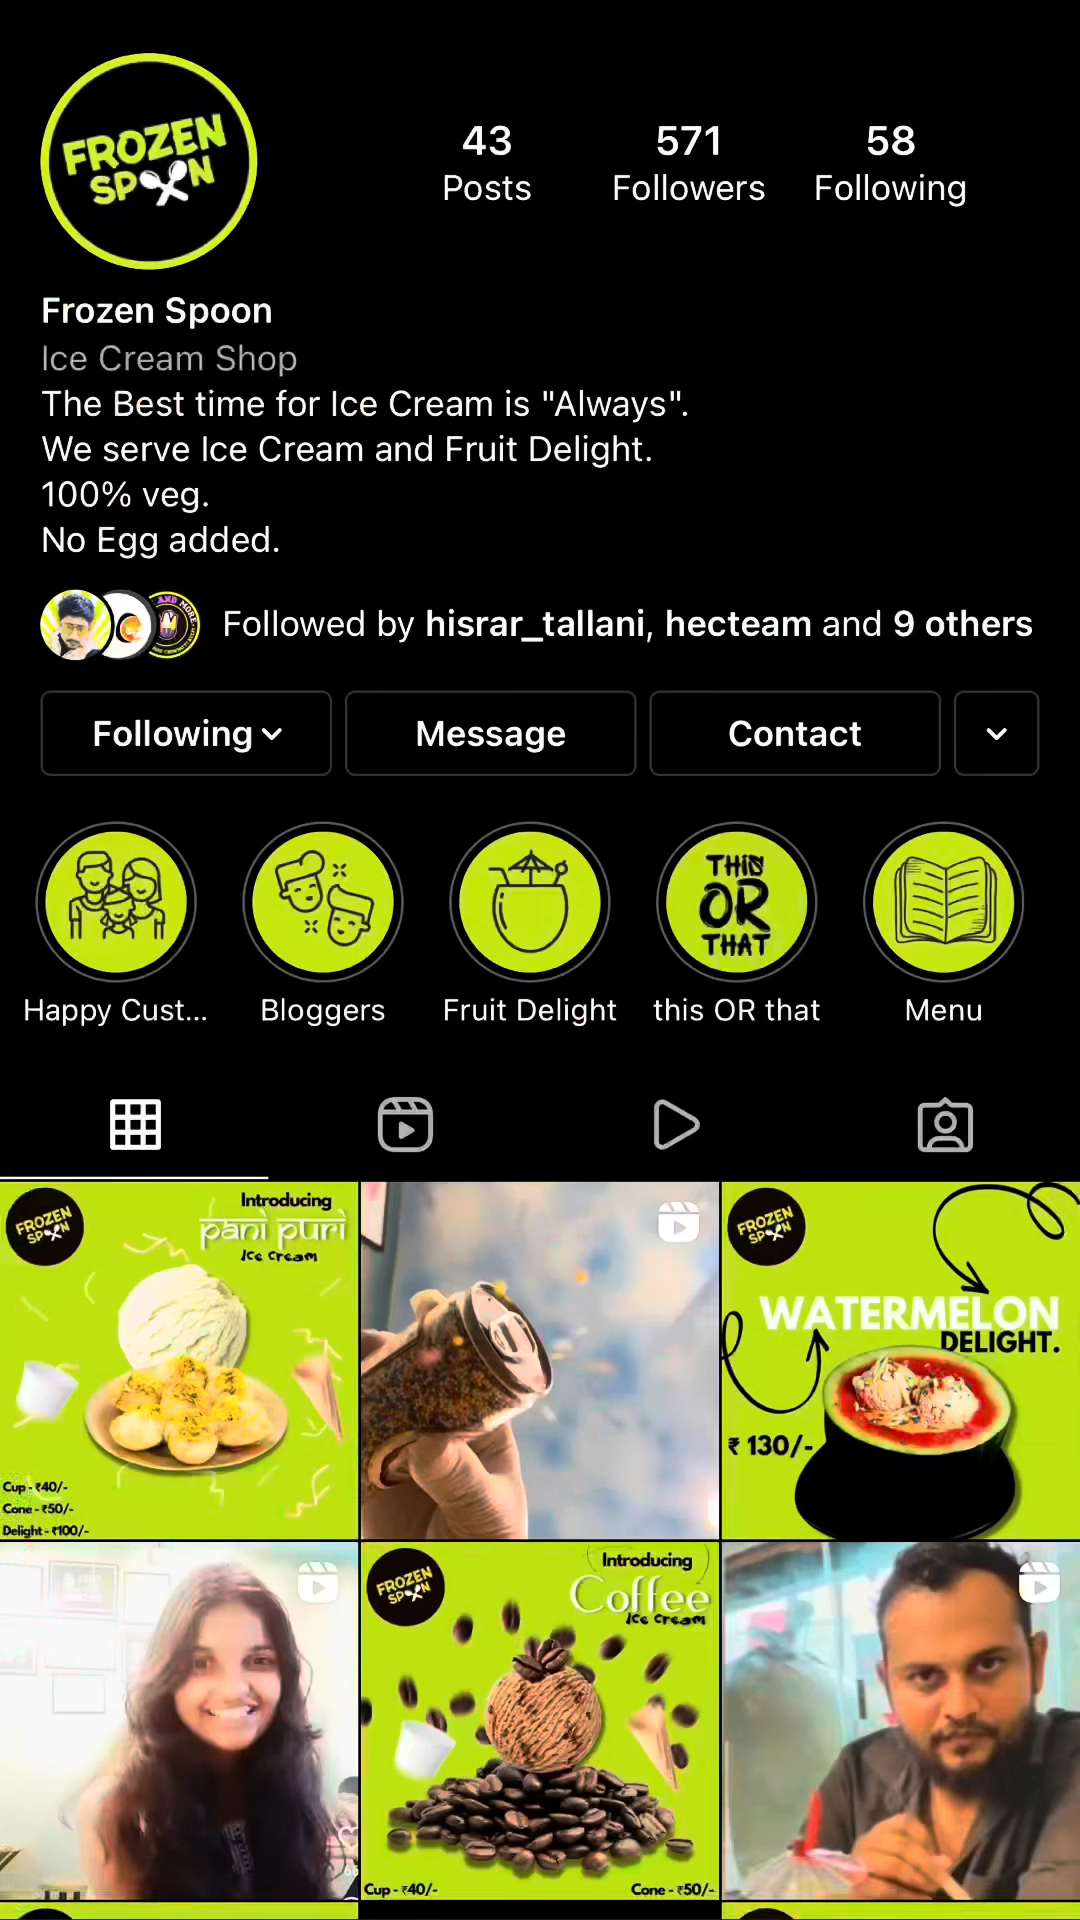 FROZEN
SPOON
43
Posts
571
Followers
58
Following
Frozen Spoon
Ice Cream Shop
The Best time for Ice Cream is "Always".
We serve Ice Cream and Fruit Delight.
100% veg.
No Egg added.
AND MORE
Followed by hisrar_tallani, hecteam and 9 others
Following
Message
Contact
THIS
OR
THAT
Happy Cust...
Bloggers
Fruit Delight
this OR that
Menu
FROZEN
SPOON
Introducing
pani puri
Ice Cream
Cup - ₹40/-
Cone - ₹50/-
Delight - ₹100/-
FROZEN
SPOON
WATERMELON
DELIGHT.
₹ 130/-
FROZEN
SPOON
Introducing
Coffee
Ice Cream
Cup - ₹40/-
Cone - ₹50/-